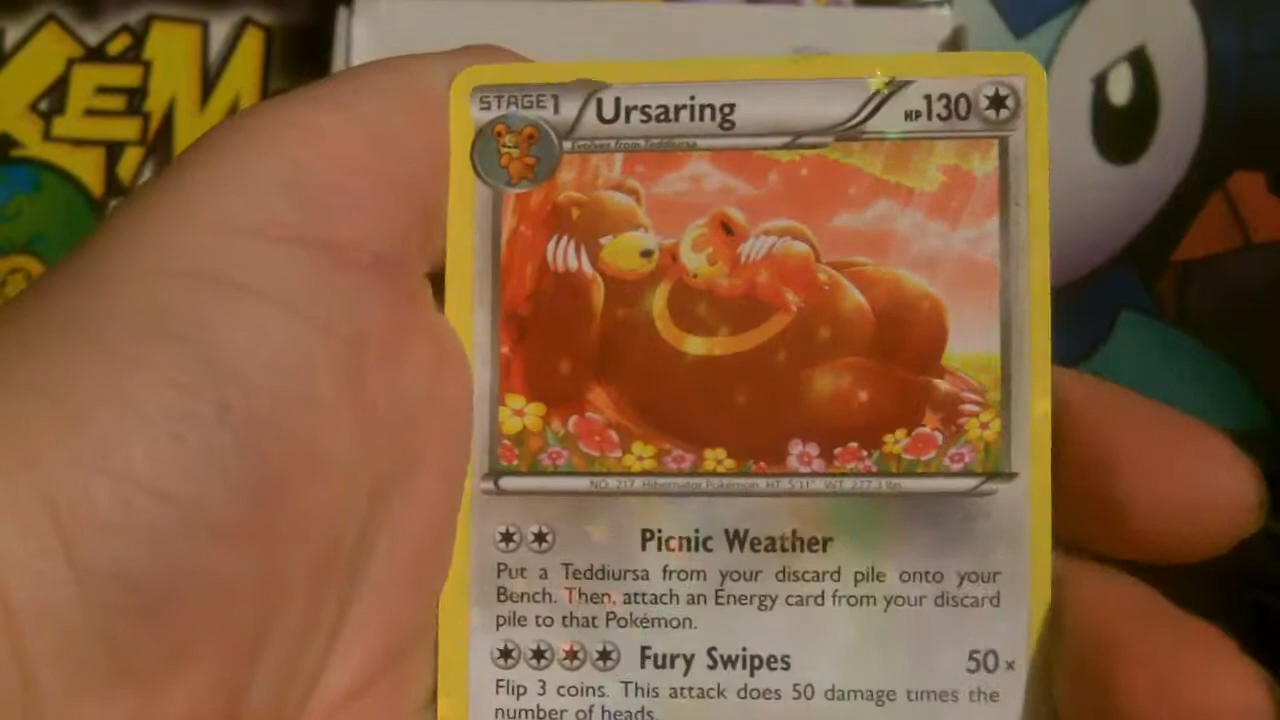 POKÉM
STAGE1
Ursaring
HP130
Evolves from Teddiursa
NO. 217 Hibernator Pokémon HT: 5'11" WT: 277.3 lbs.
Picnic Weather
Put a Teddiursa from your discard pile onto your
Bench. Then, attach an Energy card from your discard
pile to that Pokémon.
Fury Swipes 50×
Flip 3 coins. This attack does 50 damage times the
number of heads.